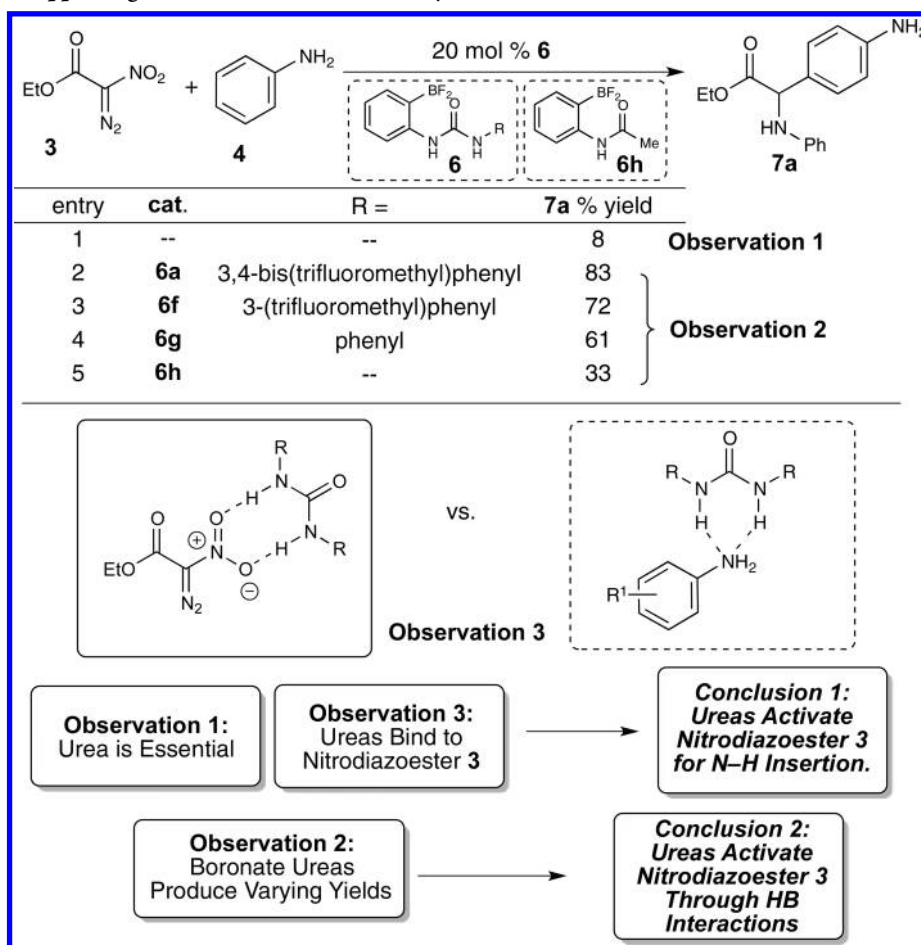 O
EtO
NO₂
N₂
3
+
NH₂
4
20 mol % 6
BF₂
O
N
H
N
H
R
6
BF₂
O
N
H
Me
6h
NH₂
O
EtO
HN
Ph
7a
entry cat. R = 7a % yield
1 -- -- 8 Observation 1
2 6a 3,4-bis(trifluoromethyl)phenyl 83
3 6f 3-(trifluoromethyl)phenyl 72
4 6g phenyl 61
5 6h -- 33
Observation 2
R
N
H
O
N
H
R
O
O
EtO
N
⊕
O
⊖
N₂
vs.
O
R
N
H
N
H
R
NH₂
R¹
Observation 3
Observation 1:
Urea is Essential
Observation 3:
Ureas Bind to
Nitrodiazoester 3
Conclusion 1:
Ureas Activate
Nitrodiazoester 3
for N–H Insertion.
Observation 2:
Boronate Ureas
Produce Varying Yields
Conclusion 2:
Ureas Activate
Nitrodiazoester 3
Through HB
Interactions